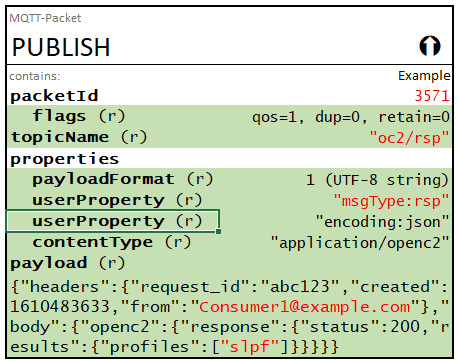 MQTT-Packet
PUBLISH
contains: Example
packetId 3571
flags (r) qos=1, dup=0, retain=0
topicName (r) "oc2/rsp"
properties
payloadFormat (r) 1 (UTF-8 string)
userProperty (r) "msgType:rsp"
userProperty (r) "encoding:json"
contentType (r) "application/openc2"
payload (r)
{"headers":{"request_id":"abc123","created":
1610483633,"from":"Consumer1@example.com"},"
body":{"openc2":{"response":{"status":200,"r
esults":{"profiles":["slpf"]}}}}}